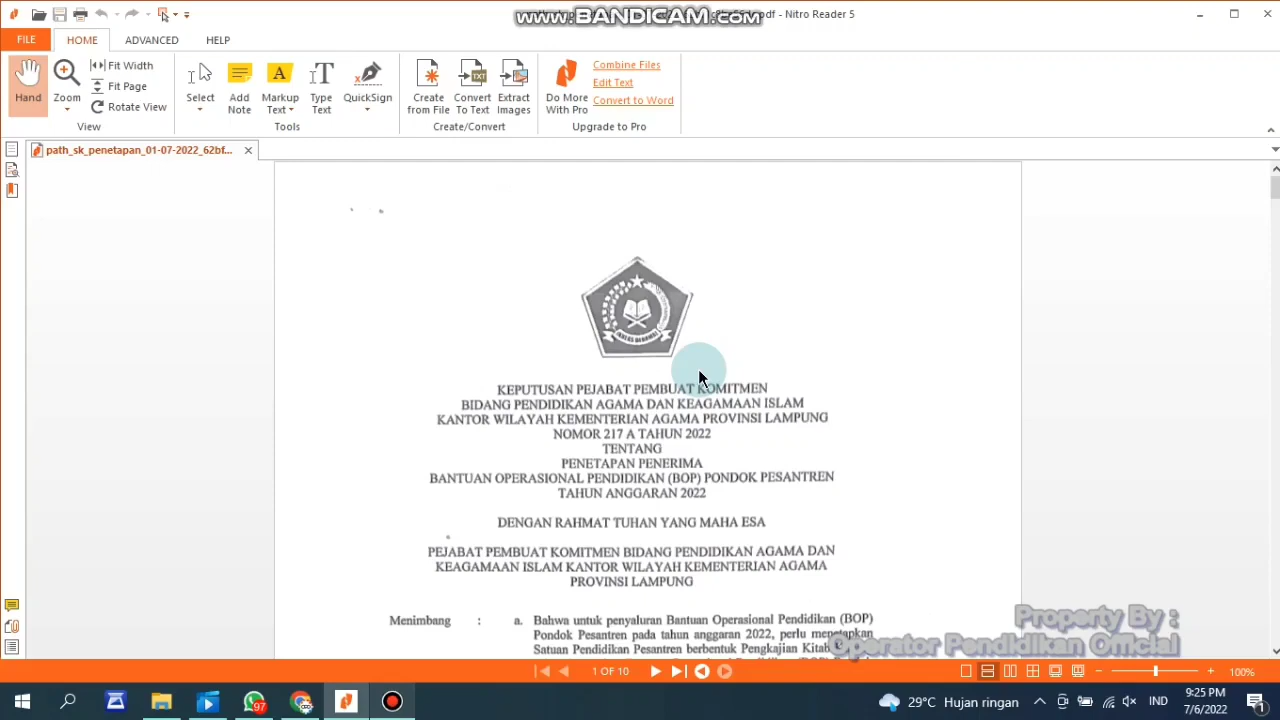 www.BANDICAM.com
pdf - Nitro Reader 5
FILE
HOME
ADVANCED
HELP
Hand
Zoom
Fit Width
Fit Page
Rotate View
View
Select
Add Note
Markup Text
Type Text
QuickSign
Tools
Create from File
Convert To Text
Extract Images
Create/Convert
Do More With Pro
Combine Files
Edit Text
Convert to Word
Upgrade to Pro
path_sk_penetapan_01-07-2022_62bf...
IKHLAS BERAMAL
KEPUTUSAN PEJABAT PEMBUAT KOMITMEN
BIDANG PENDIDIKAN AGAMA DAN KEAGAMAAN ISLAM
KANTOR WILAYAH KEMENTERIAN AGAMA PROVINSI LAMPUNG
NOMOR 217 A TAHUN 2022
TENTANG
PENETAPAN PENERIMA
BANTUAN OPERASIONAL PENDIDIKAN (BOP) PONDOK PESANTREN
TAHUN ANGGARAN 2022
DENGAN RAHMAT TUHAN YANG MAHA ESA
PEJABAT PEMBUAT KOMITMEN BIDANG PENDIDIKAN AGAMA DAN
KEAGAMAAN ISLAM KANTOR WILAYAH KEMENTERIAN AGAMA
PROVINSI LAMPUNG
Menimbang : a. Bahwa untuk penyaluran Bantuan Operasional Pendidikan (BOP)
Pondok Pesantren pada tahun anggaran 2022, perlu menetapkan
Satuan Pendidikan Pesantren berbentuk Pengkajian Kitab
Property By :
Operator Pendidikan Official
1 OF 10
100%
97
29°C Hujan ringan
IND
9:25 PM
7/6/2022
1